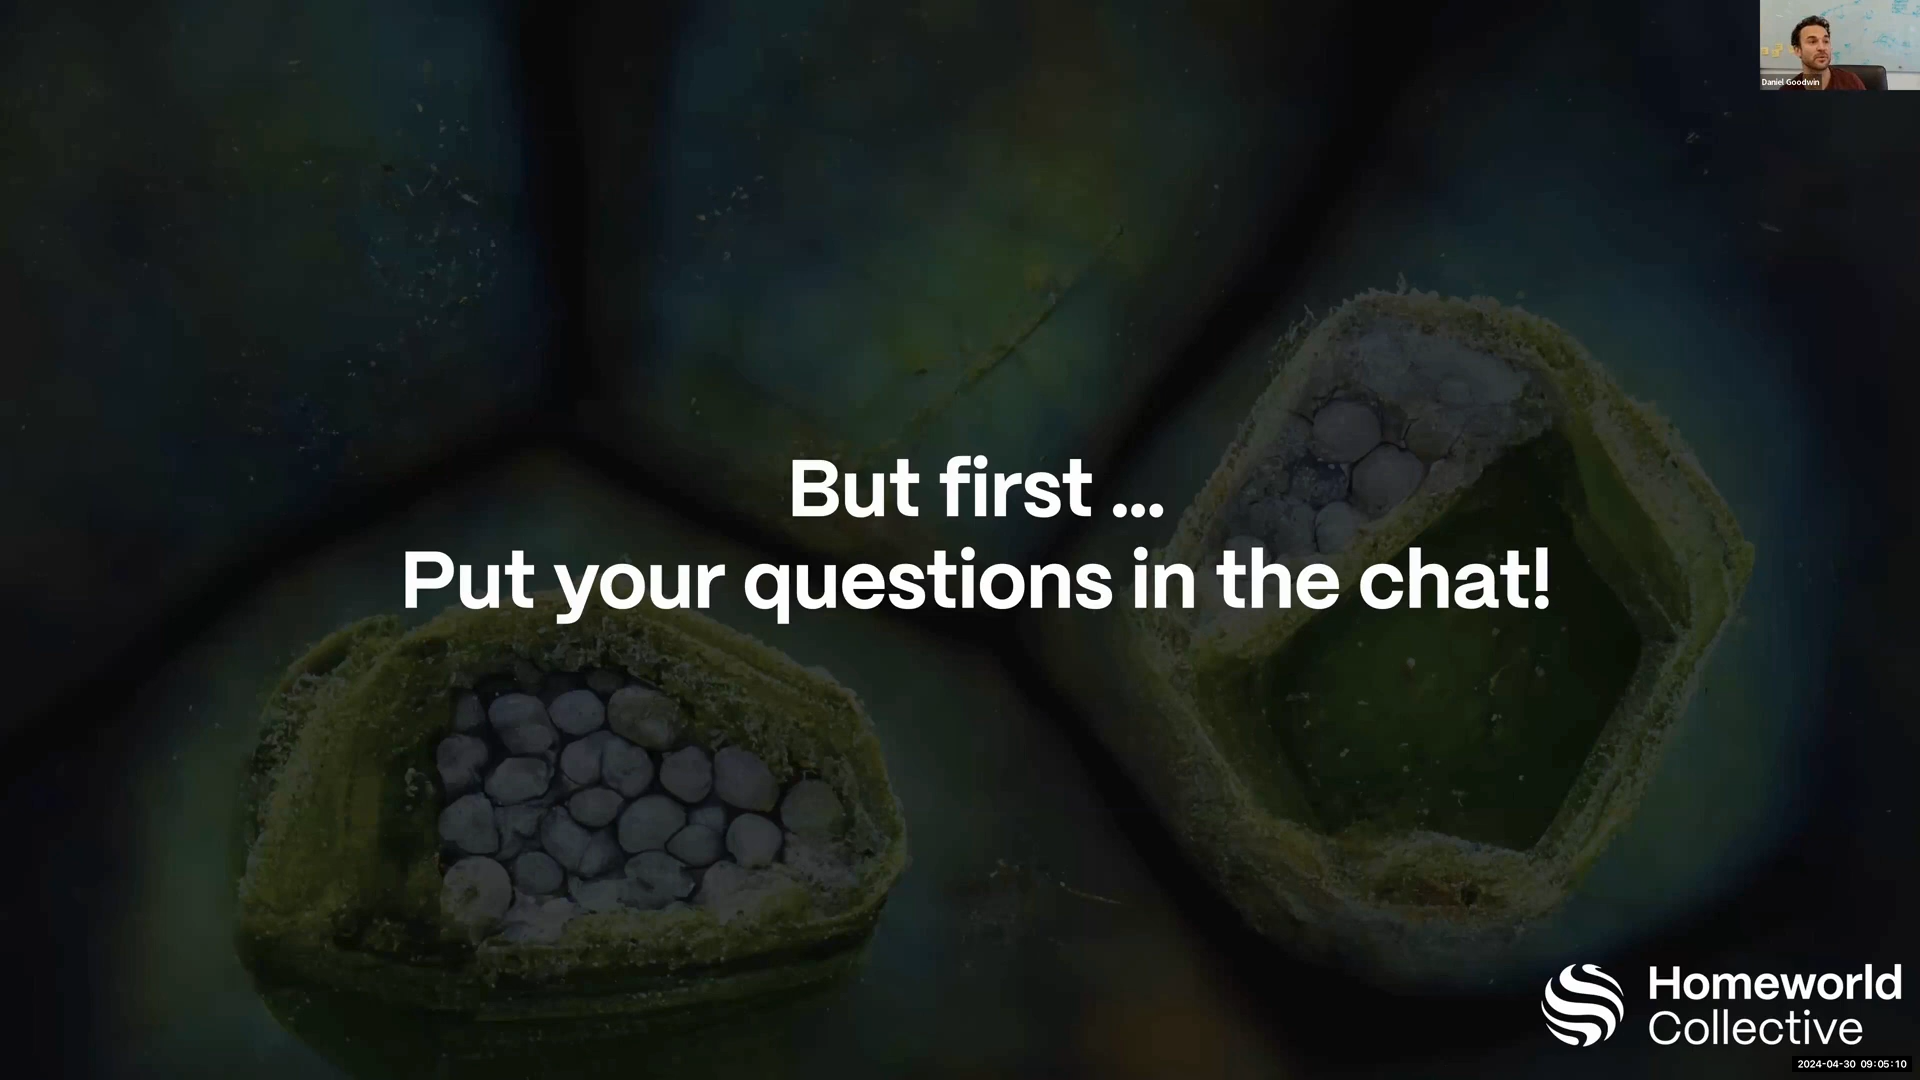 Daniel Goodwin
But first ...
Put your questions in the chat!
Homeworld
Collective
2024-04-30 09:05:10